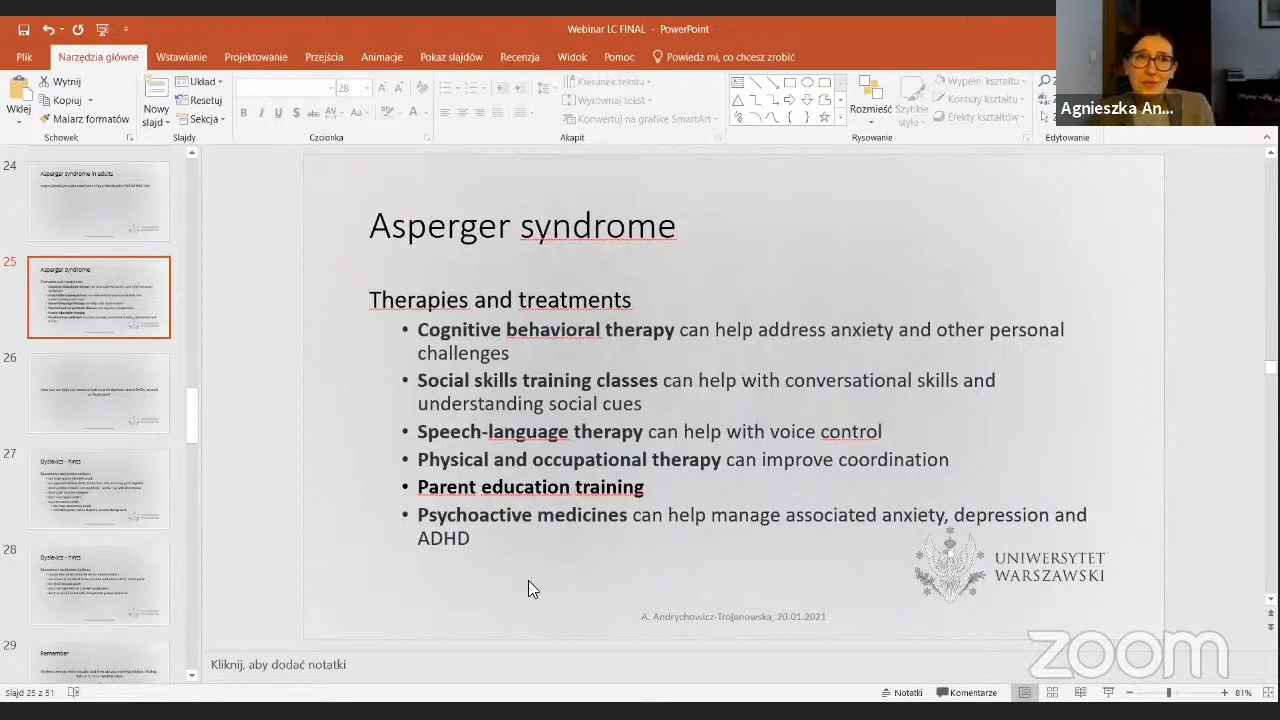 Webinar LC FINAL - PowerPoint
Plik Narzędzia główne Wstawianie Projektowanie Przejścia Animacje Pokaz slajdów Recenzja Widok Pomoc Powiedz mi, co chcesz zrobić
Wklej
Wytnij
Kopiuj
Malarz formatów
Schowek
Nowy slajd
Układ
Resetuj
Sekcja
Slajdy
28
Czcionka
Kierunek tekstu
Wyrównaj tekst
Konwertuj na grafikę SmartArt
Akapit
Rozmieść
Szybkie style
Wypełn. kształtu
Kontury kształtu
Efekty kształtu
Rysowanie
Edytowanie
Agnieszka An...
24
Asperger syndrome in adults
25
Asperger syndrome
26
27
Dyslexics - hints
28
Dyslexics - hints
29
Remember
Asperger syndrome
Therapies and treatments
• Cognitive behavioral therapy can help address anxiety and other personal
challenges
• Social skills training classes can help with conversational skills and
understanding social cues
• Speech-language therapy can help with voice control
• Physical and occupational therapy can improve coordination
• Parent education training
• Psychoactive medicines can help manage associated anxiety, depression and
ADHD
UNIWERSYTET
WARSZAWSKI
A. Andrychowicz-Trojanowska, 20.01.2021
zoom
Kliknij, aby dodać notatki
Slajd 25 z 51
Notatki
Komentarze
81%